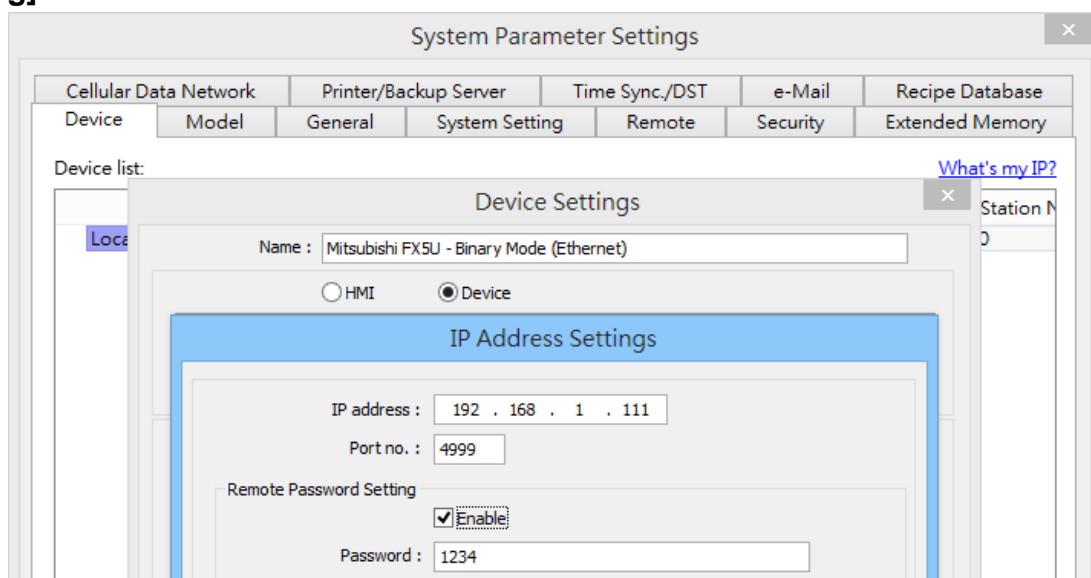 g]
System Parameter Settings
Cellular Data Network Printer/Backup Server Time Sync./DST e-Mail Recipe Database
Device Model General System Setting Remote Security Extended Memory
Device list: What's my IP?
Device Settings
Station N
Loca
Name : Mitsubishi FX5U - Binary Mode (Ethernet)
HMI Device
IP Address Settings
IP address : 192 . 168 . 1 . 111
Port no. : 4999
Remote Password Setting
Enable
Password : 1234